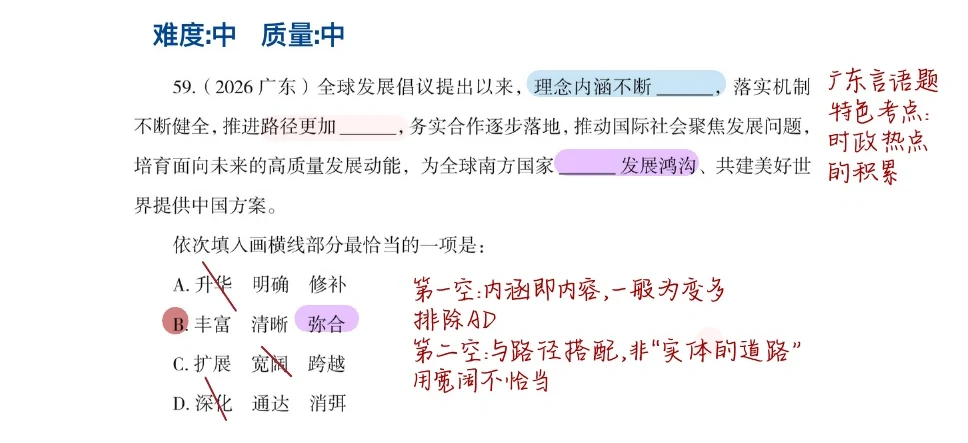 难度:中 质量:中
59.（2026 广东）全球发展倡议提出以来，理念内涵不断______，落实机制
不断健全，推进路径更加______，务实合作逐步落地，推动国际社会聚焦发展问题，
培育面向未来的高质量发展动能，为全球南方国家______发展鸿沟、共建美好世
界提供中国方案。
依次填入画横线部分最恰当的一项是：
A. 升华 明确 修补
B. 丰富 清晰 弥合
C. 扩展 宽阔 跨越
D. 深化 通达 消弭
广东言语题
特色考点:
时政热点
的积累
第一空:内涵即内容,一般为变多
排除AD
第二空:与路径搭配,非“实体的道路”
用宽阔不恰当